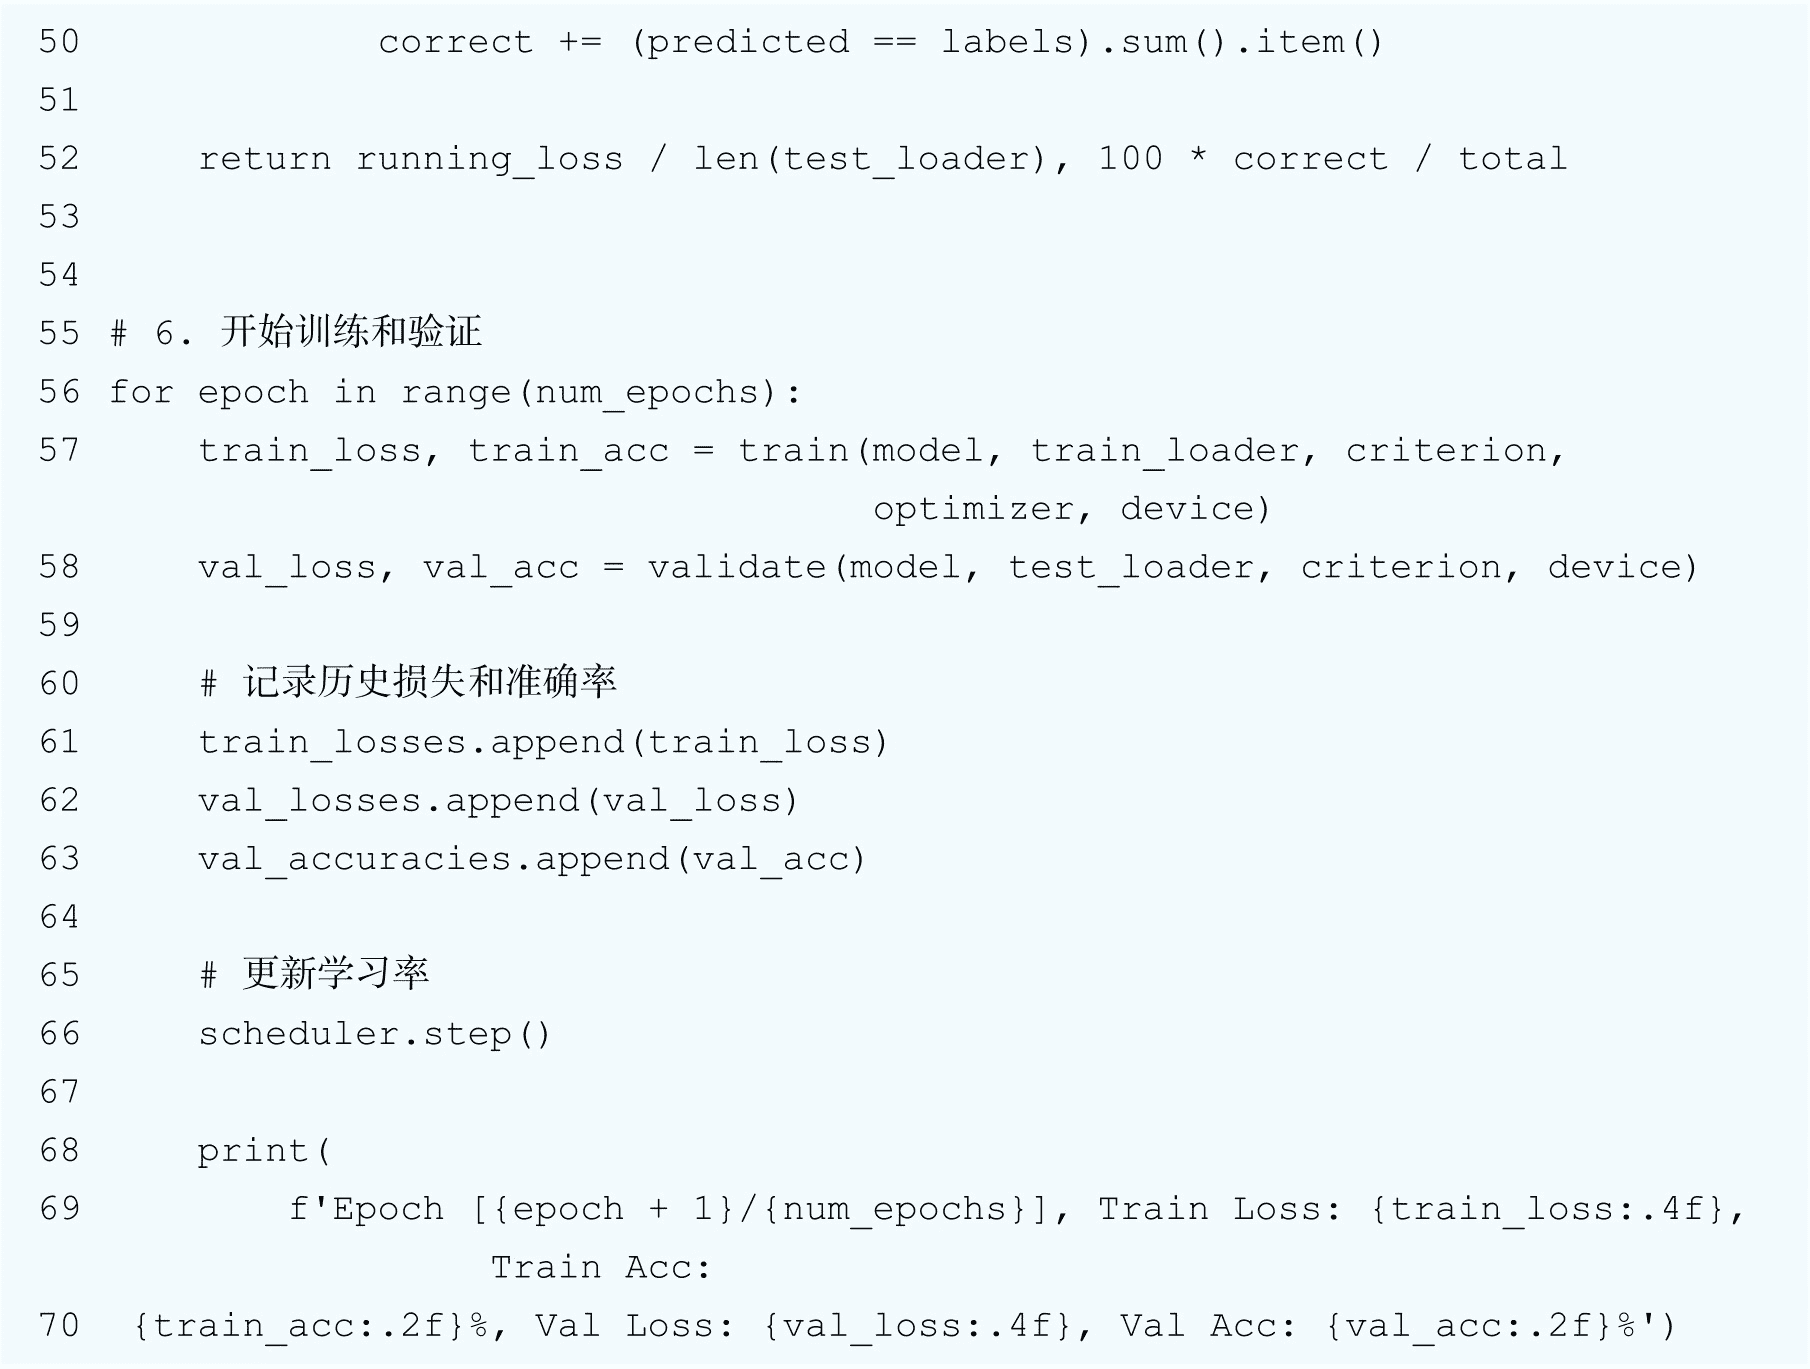 50             correct += (predicted == labels).sum().item()
51
52     return running_loss / len(test_loader), 100 * correct / total
53
54
55 # 6. 开始训练和验证
56 for epoch in range(num_epochs):
57     train_loss, train_acc = train(model, train_loader, criterion,
                                  optimizer, device)
58     val_loss, val_acc = validate(model, test_loader, criterion, device)
59
60     # 记录历史损失和准确率
61     train_losses.append(train_loss)
62     val_losses.append(val_loss)
63     val_accuracies.append(val_acc)
64
65     # 更新学习率
66     scheduler.step()
67
68     print(
69         f'Epoch [{epoch + 1}/{num_epochs}], Train Loss: {train_loss:.4f},
                 Train Acc:
70  {train_acc:.2f}%, Val Loss: {val_loss:.4f}, Val Acc: {val_acc:.2f}%')